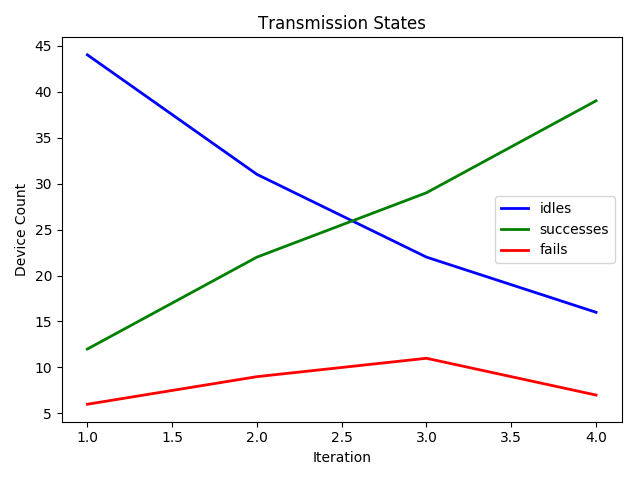 Transmission States
45
40
35
30
25
20
15
10
5
Device Count
idles
successes
fails
1.0 1.5 2.0 2.5 3.0 3.5 4.0
Iteration